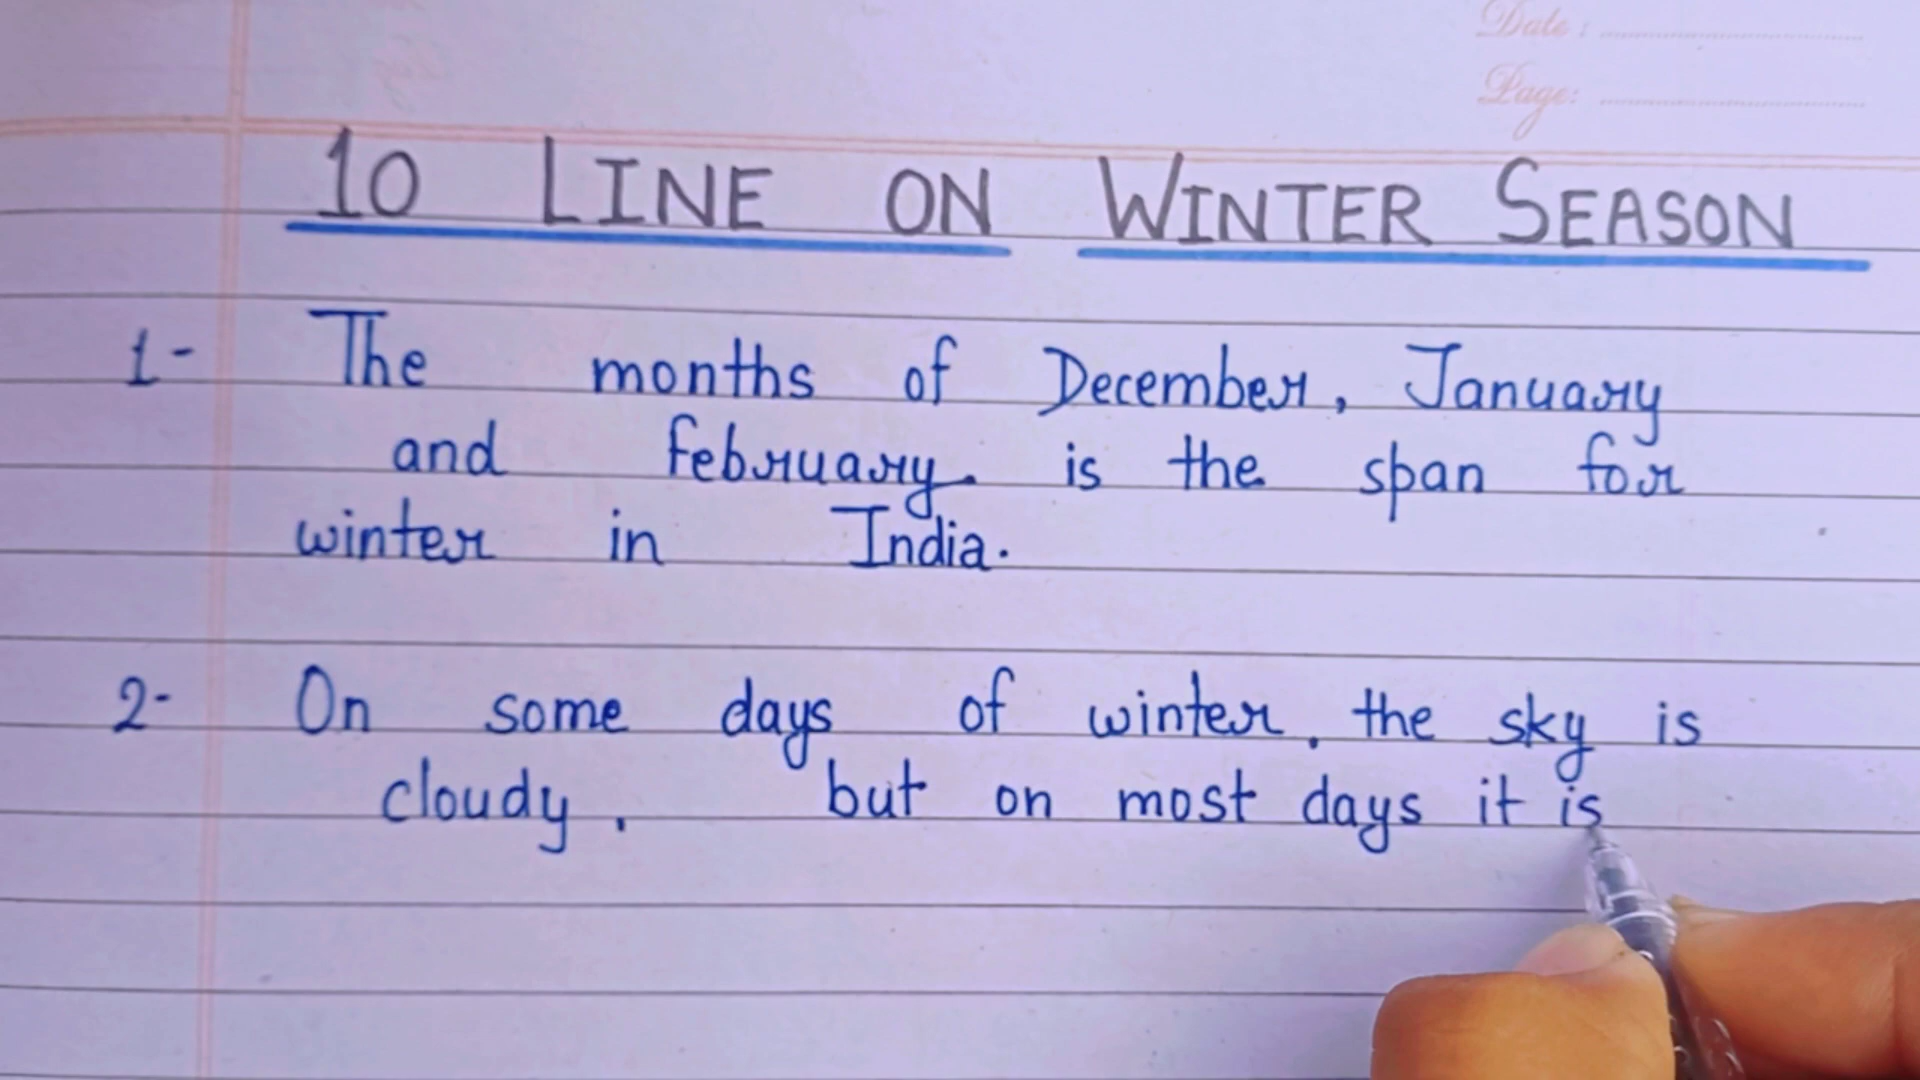 Date:
Page:
10 LINE ON WINTER SEASON
1- The months of December, January
and february. is the span for
winter in India.
2- On some days of winter, the sky is
cloudy, but on most days it is